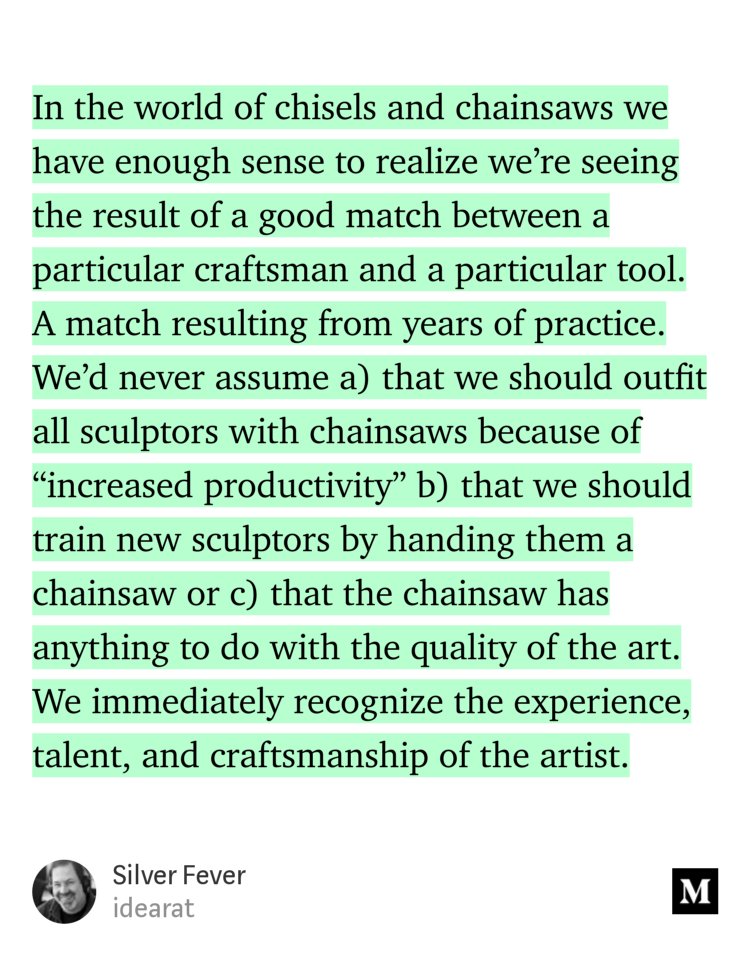 In the world of chisels and chainsaws we
have enough sense to realize we’re seeing
the result of a good match between a
particular craftsman and a particular tool.
A match resulting from years of practice.
We’d never assume a) that we should outfit
all sculptors with chainsaws because of
“increased productivity” b) that we should
train new sculptors by handing them a
chainsaw or c) that the chainsaw has
anything to do with the quality of the art.
We immediately recognize the experience,
talent, and craftsmanship of the artist.
Silver Fever
idearat
M